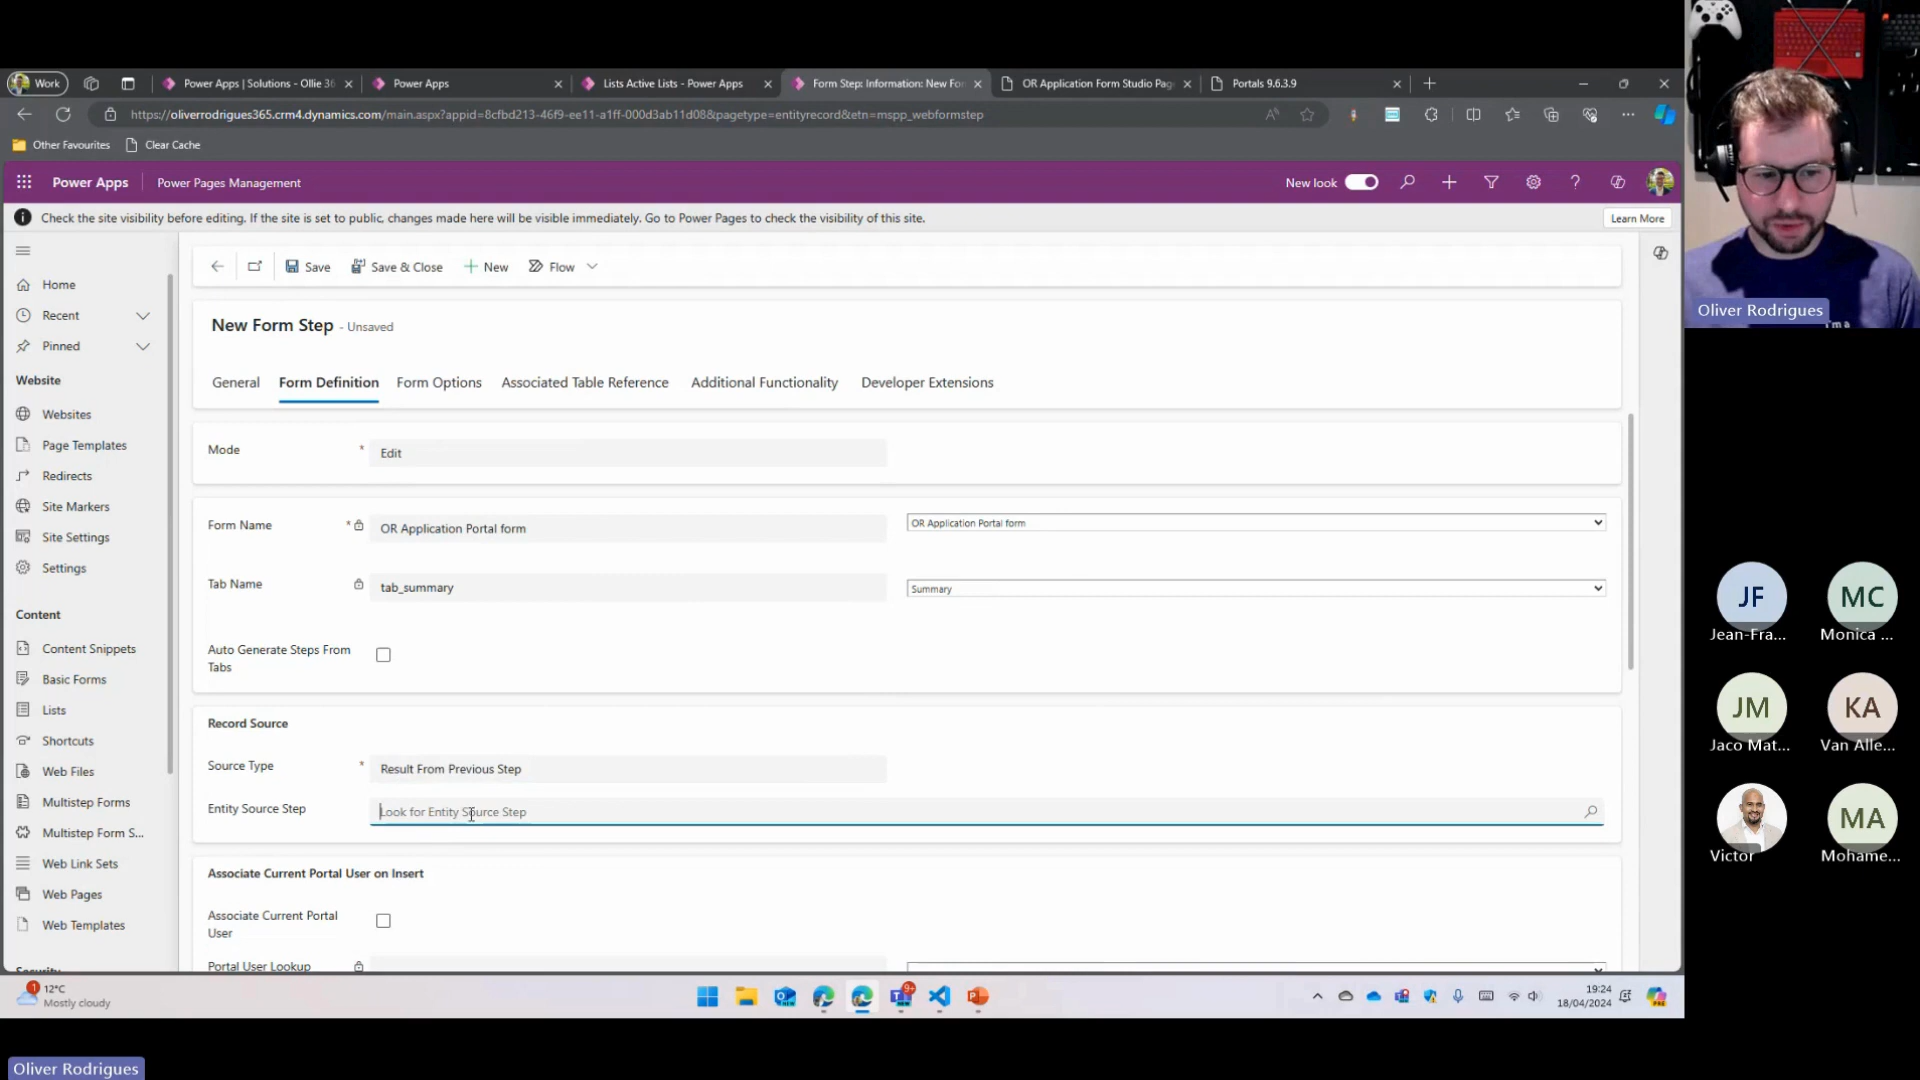 Work
Power Apps | Solutions - Ollie 36
Power Apps
Lists Active Lists - Power Apps
Form Step: Information: New For
OR Application Form Studio Pag
Portals 9.6.3.9
https://oliverrodrigues365.crm4.dynamics.com/main.aspx?appid=8cfbd213-46f9-ee11-a1ff-000d3ab11d08&pagetype=entityrecord&etn=mspp_webformstep
Other Favourites
Clear Cache
Power Apps
Power Pages Management
New look
Check the site visibility before editing. If the site is set to public, changes made here will be visible immediately. Go to Power Pages to check the visibility of this site.
Learn More
Home
Recent
Pinned
Website
Websites
Page Templates
Redirects
Site Markers
Site Settings
Settings
Content
Content Snippets
Basic Forms
Lists
Shortcuts
Web Files
Multistep Forms
Multistep Form S...
Web Link Sets
Web Pages
Web Templates
Security
Save
Save & Close
New
Flow
New Form Step - Unsaved
General
Form Definition
Form Options
Associated Table Reference
Additional Functionality
Developer Extensions
Mode *
Edit
Form Name *
OR Application Portal form
OR Application Portal form
Tab Name
tab_summary
Summary
Auto Generate Steps From
Tabs
Record Source
Source Type *
Result From Previous Step
Entity Source Step
Look for Entity Source Step
Associate Current Portal User on Insert
Associate Current Portal
User
Portal User Lookup
1
12°C
Mostly cloudy
9+
PRE
19:24
18/04/2024
Oliver Rodrigues
JF
Jean-Fra...
MC
Monica ...
JM
Jaco Mat...
KA
Van Alle...
Victor
MA
Mohame...
Oliver Rodrigues